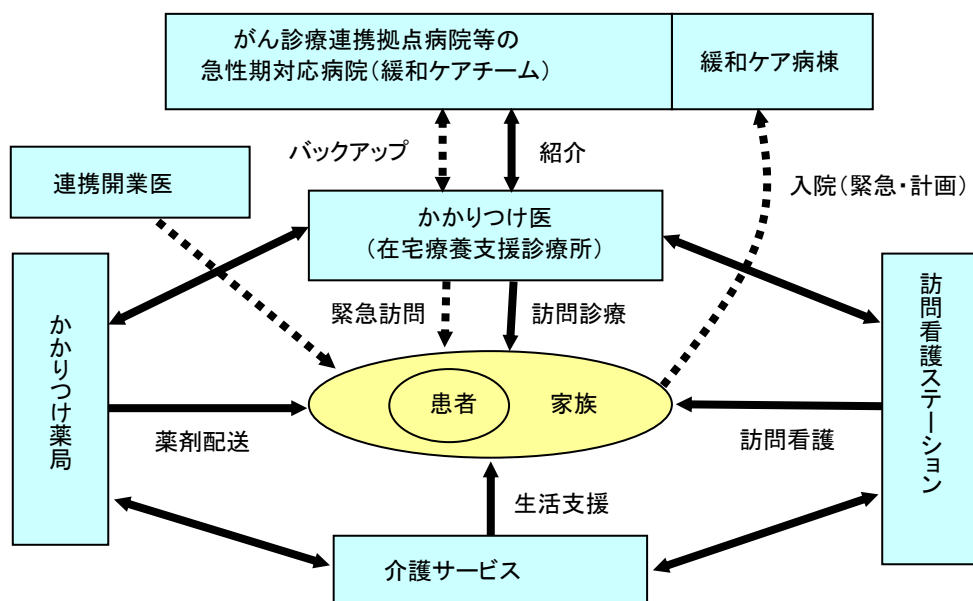 がん診療連携拠点病院等の
急性期対応病院(緩和ケアチーム)
緩和ケア病棟
バックアップ
紹介
連携開業医
入院(緊急・計画)
かかりつけ医
(在宅療養支援診療所)
緊急訪問
訪問診療
かかりつけ薬局
訪問看護ステーション
患者
家族
薬剤配送
訪問看護
生活支援
介護サービス